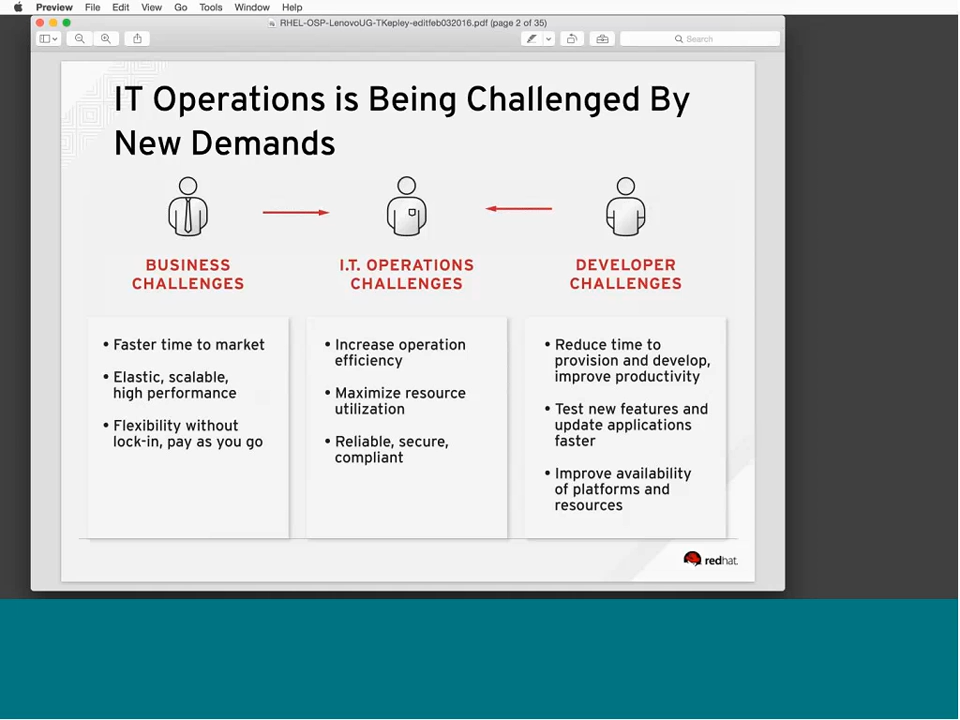 Preview File Edit View Go Tools Window Help
RHEL-OSP-LenovoUG-TKepley-editfeb032016.pdf (page 2 of 35)
Search
IT Operations is Being Challenged By
New Demands
BUSINESS
CHALLENGES
I.T. OPERATIONS
CHALLENGES
DEVELOPER
CHALLENGES
• Faster time to market
• Elastic, scalable,
high performance
• Flexibility without
lock-in, pay as you go
• Increase operation
efficiency
• Maximize resource
utilization
• Reliable, secure,
compliant
• Reduce time to
provision and develop,
improve productivity
• Test new features and
update applications
faster
• Improve availability
of platforms and
resources
redhat.